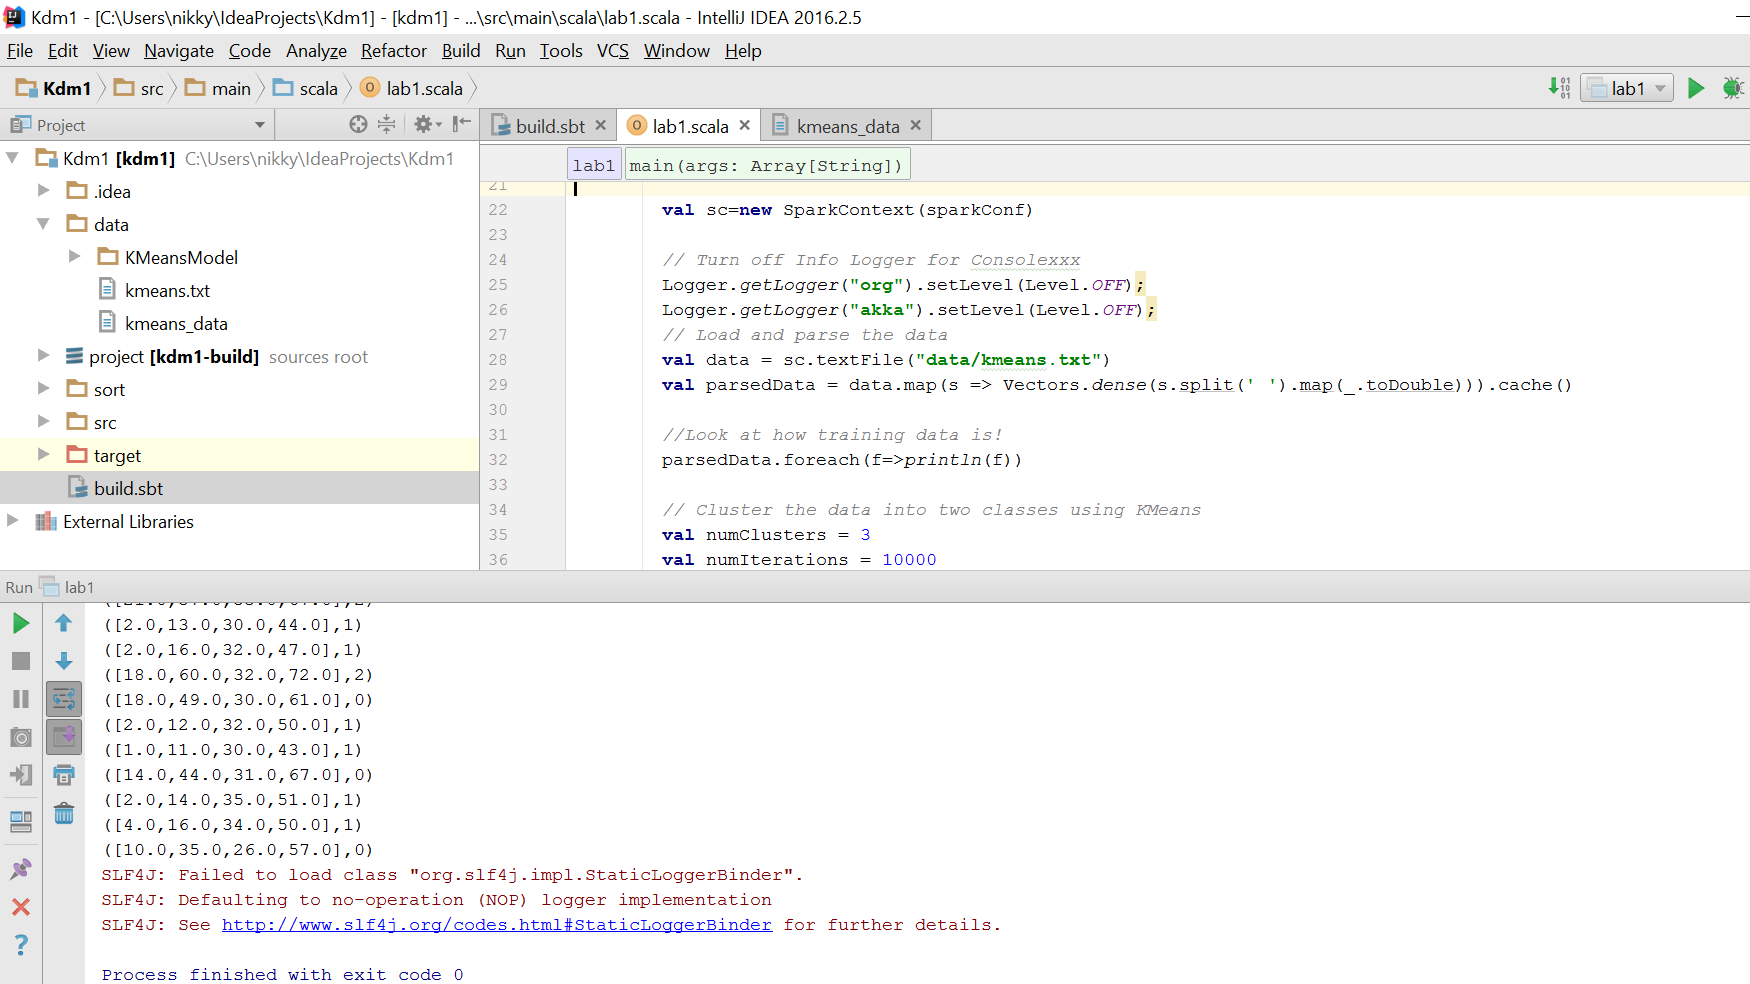 Kdm1 - [C:\Users\nikky\IdeaProjects\Kdm1] - [kdm1] - ...\src\main\scala\lab1.scala - IntelliJ IDEA 2016.2.5
File Edit View Navigate Code Analyze Refactor Build Run Tools VCS Window Help
Kdm1 src main scala lab1.scala lab1
Project
build.sbt lab1.scala kmeans_data
Kdm1 [kdm1] C:\Users\nikky\IdeaProjects\Kdm1
.idea
data
KMeansModel
kmeans.txt
kmeans_data
project [kdm1-build] sources root
sort
src
target
build.sbt
External Libraries
lab1 main(args: Array[String])
21
22 val sc=new SparkContext(sparkConf)
23
24 // Turn off Info Logger for Consolexxx
25 Logger.getLogger("org").setLevel(Level.OFF);
26 Logger.getLogger("akka").setLevel(Level.OFF);
27 // Load and parse the data
28 val data = sc.textFile("data/kmeans.txt")
29 val parsedData = data.map(s => Vectors.dense(s.split(' ').map(_.toDouble))).cache()
30
31 //Look at how training data is!
32 parsedData.foreach(f=>println(f))
33
34 // Cluster the data into two classes using KMeans
35 val numClusters = 3
36 val numIterations = 10000
Run lab1
([2.0,13.0,30.0,44.0],1)
([2.0,16.0,32.0,47.0],1)
([18.0,60.0,32.0,72.0],2)
([18.0,49.0,30.0,61.0],0)
([2.0,12.0,32.0,50.0],1)
([1.0,11.0,30.0,43.0],1)
([14.0,44.0,31.0,67.0],0)
([2.0,14.0,35.0,51.0],1)
([4.0,16.0,34.0,50.0],1)
([10.0,35.0,26.0,57.0],0)
SLF4J: Failed to load class "org.slf4j.impl.StaticLoggerBinder".
SLF4J: Defaulting to no-operation (NOP) logger implementation
SLF4J: See http://www.slf4j.org/codes.html#StaticLoggerBinder for further details.
Process finished with exit code 0